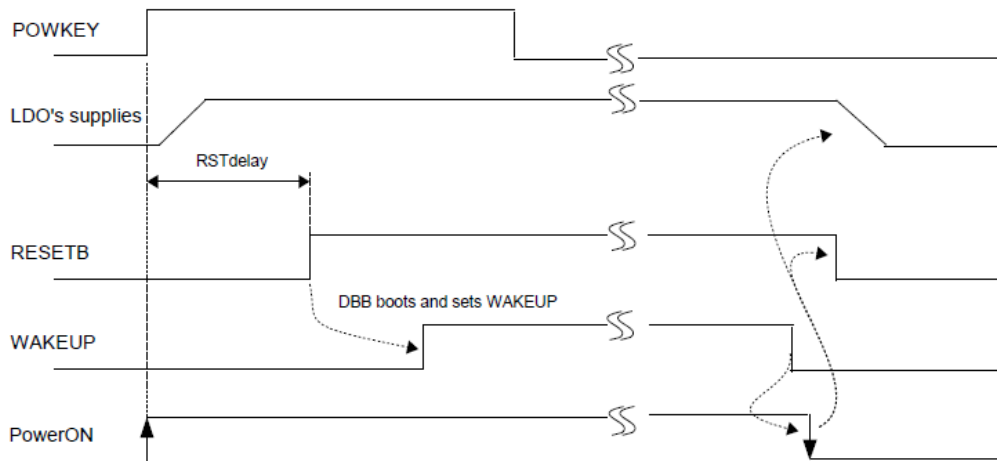 POWKEY
LDO's supplies
RSTdelay
RESETB
DBB boots and sets WAKEUP
WAKEUP
PowerON